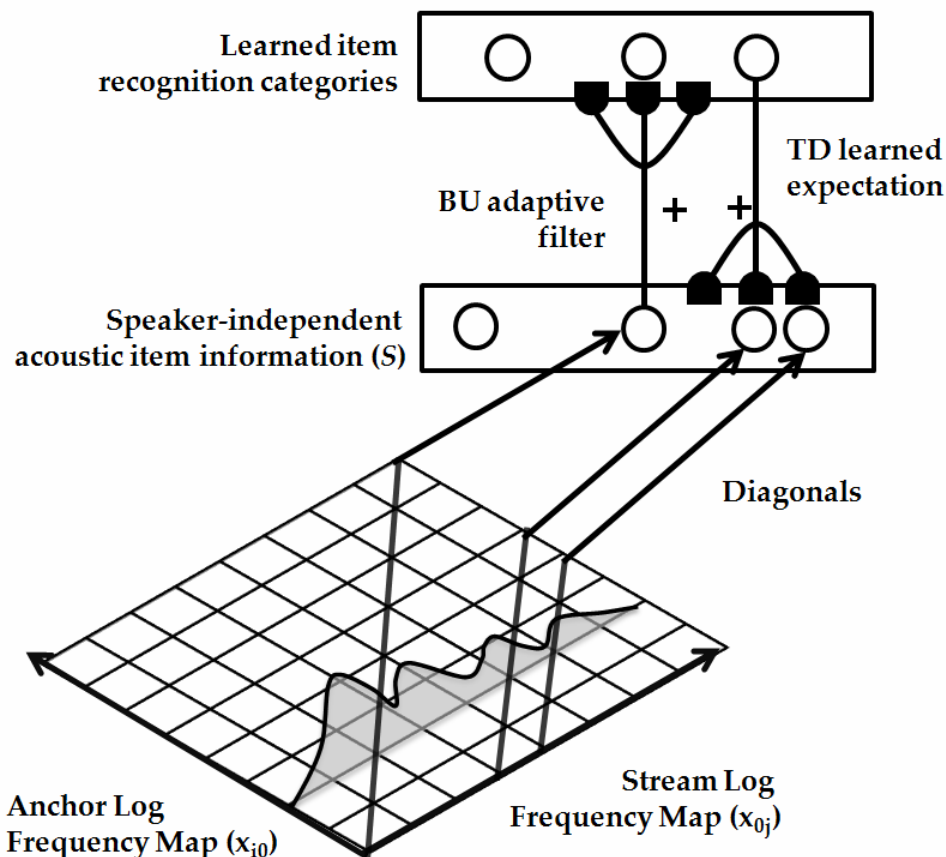 Learned item
recognition categories
TD learned
expectation
BU adaptive
filter
+ +
Speaker-independent
acoustic item information (S)
Diagonals
Anchor Log
Frequency Map (xi0)
Stream Log
Frequency Map (x0j)